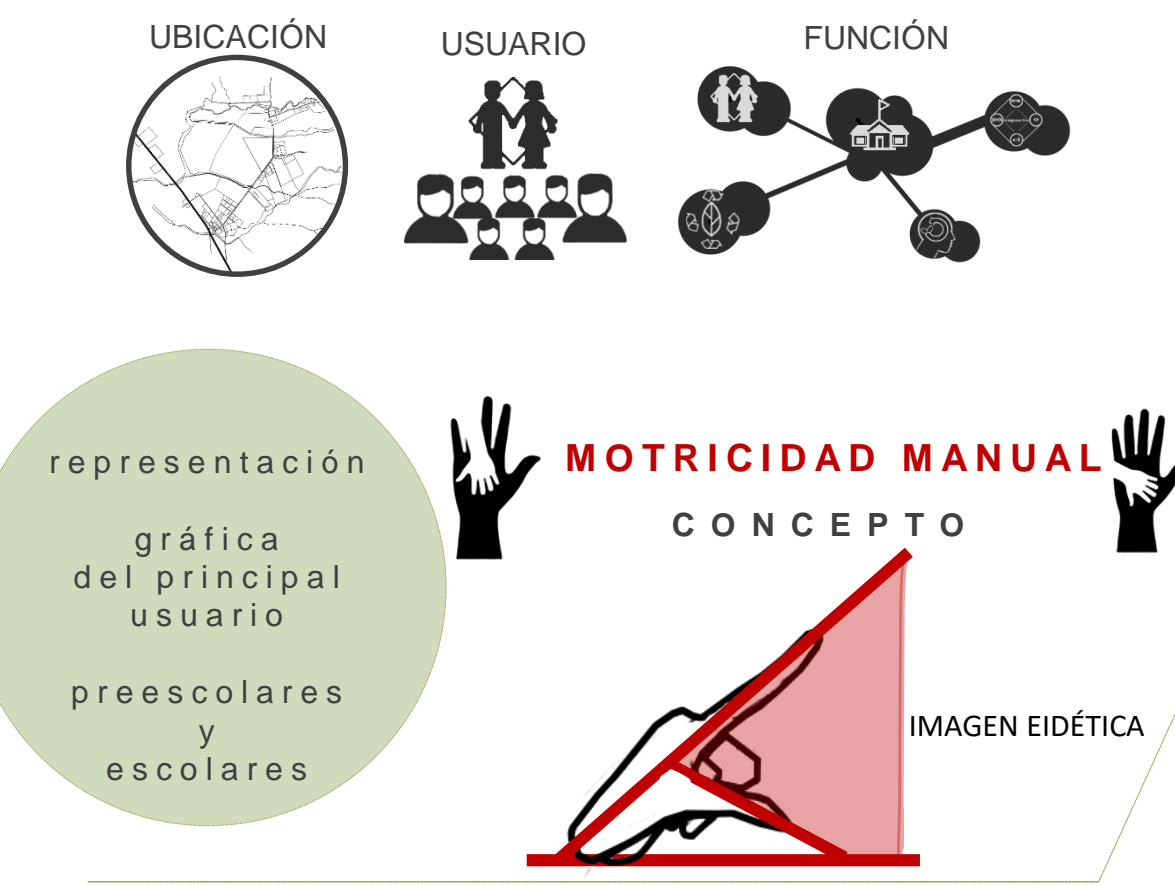 UBICACIÓN
USUARIO
FUNCIÓN
representación
gráfica
del principal
usuario
preescolares
y
escolares
MOTRICIDAD MANUAL
CONCEPTO
IMAGEN EIDÉTICA